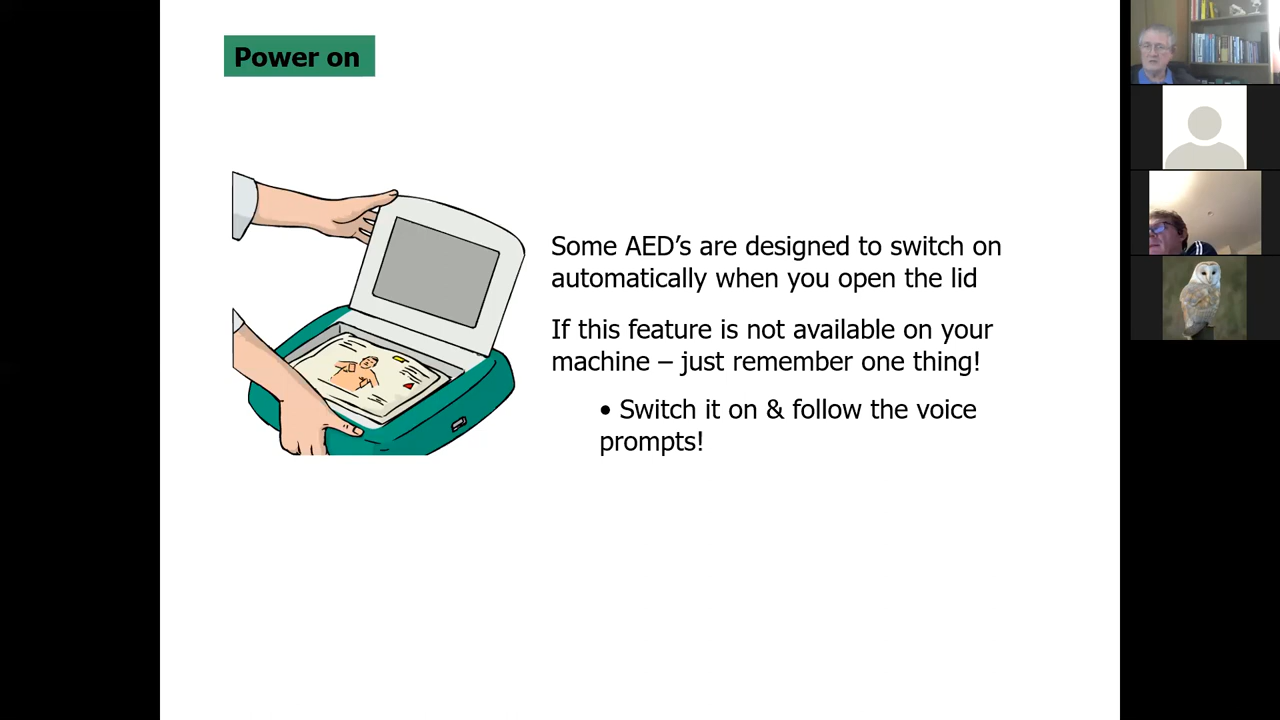 Power on
Some AED’s are designed to switch on
automatically when you open the lid
If this feature is not available on your
machine – just remember one thing!
• Switch it on & follow the voice
prompts!